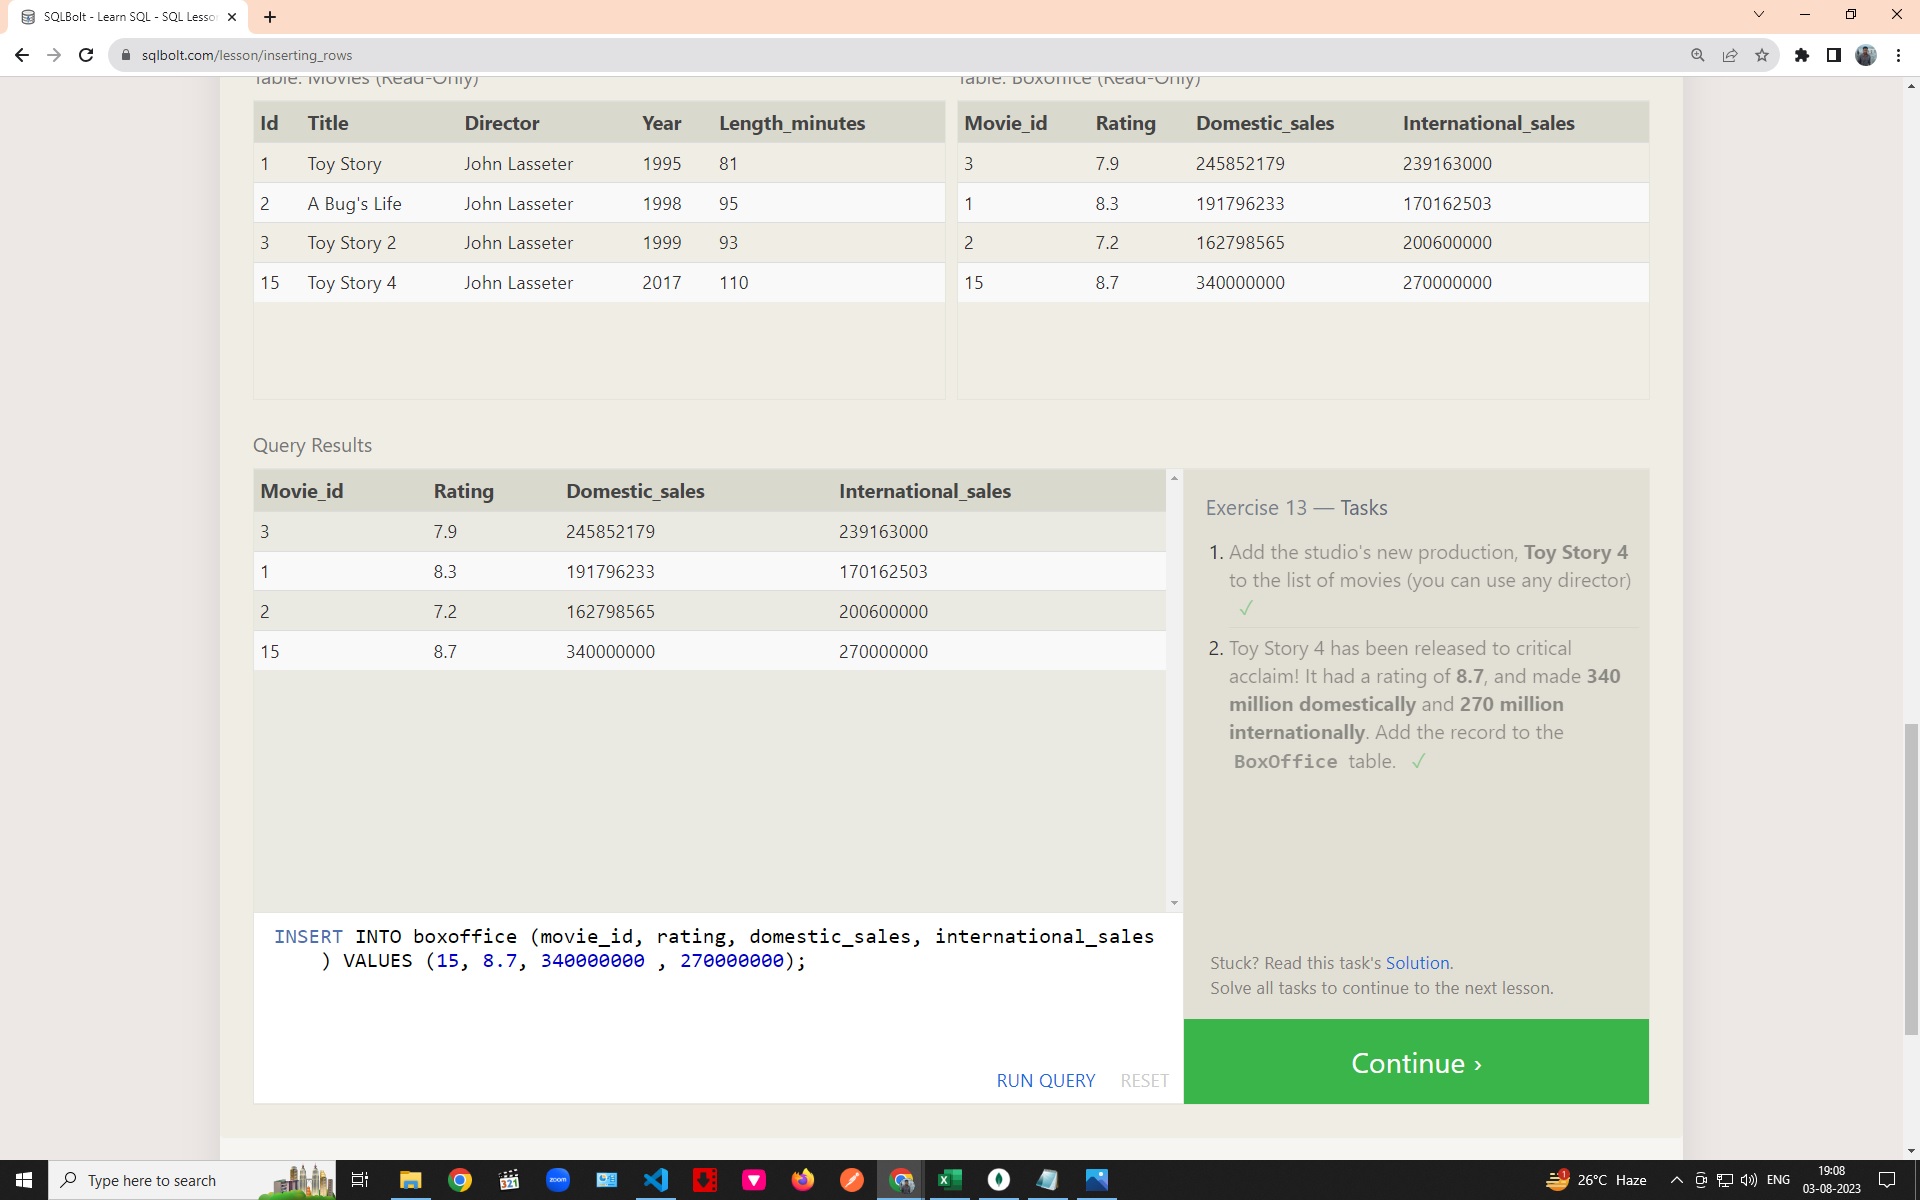 SQLBolt - Learn SQL - SQL Lesso
sqlbolt.com/lesson/inserting_rows
Table: Movies (Read-Only) Table: Boxoffice (Read-Only)
Id Title Director Year Length_minutes Movie_id Rating Domestic_sales International_sales
1 Toy Story John Lasseter 1995 81 3 7.9 245852179 239163000
2 A Bug's Life John Lasseter 1998 95 1 8.3 191796233 170162503
3 Toy Story 2 John Lasseter 1999 93 2 7.2 162798565 200600000
15 Toy Story 4 John Lasseter 2017 110 15 8.7 340000000 270000000
Query Results
Movie_id Rating Domestic_sales International_sales
3 7.9 245852179 239163000
1 8.3 191796233 170162503
2 7.2 162798565 200600000
15 8.7 340000000 270000000
Exercise 13 — Tasks
1. Add the studio's new production, Toy Story 4
to the list of movies (you can use any director)
✓
2. Toy Story 4 has been released to critical
acclaim! It had a rating of 8.7, and made 340
million domestically and 270 million
internationally. Add the record to the
BoxOffice table. ✓
INSERT INTO boxoffice (movie_id, rating, domestic_sales, international_sales
) VALUES (15, 8.7, 340000000 , 270000000);
RUN QUERY RESET
Stuck? Read this task's Solution.
Solve all tasks to continue to the next lesson.
Continue ›
Type here to search
321
zoom
1
26°C Haze
ENG
19:08
03-08-2023